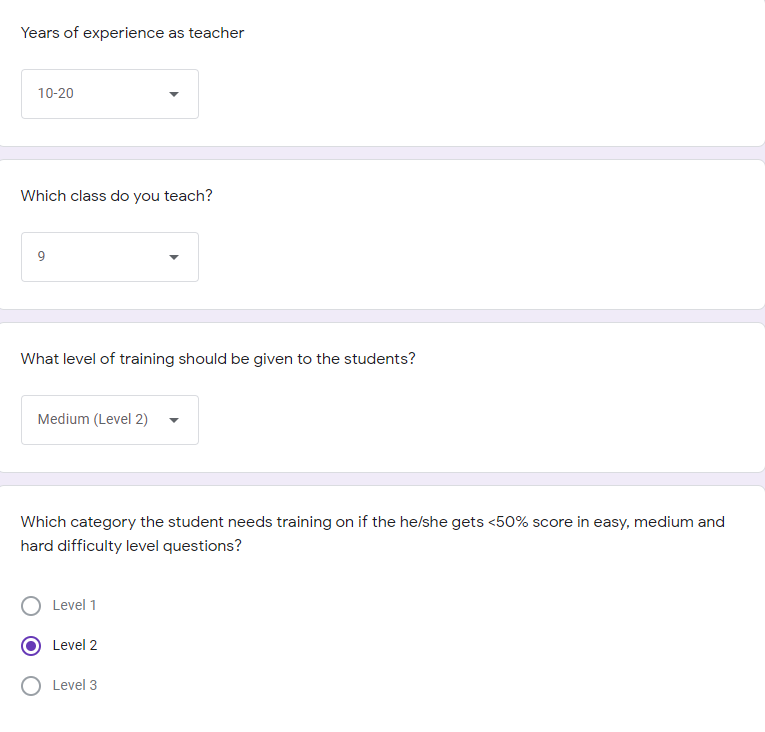 Years of experience as teacher
10-20
Which class do you teach?
9
What level of training should be given to the students?
Medium (Level 2)
Which category the student needs training on if the he/she gets <50% score in easy, medium and
hard difficulty level questions?
Level 1
Level 2
Level 3